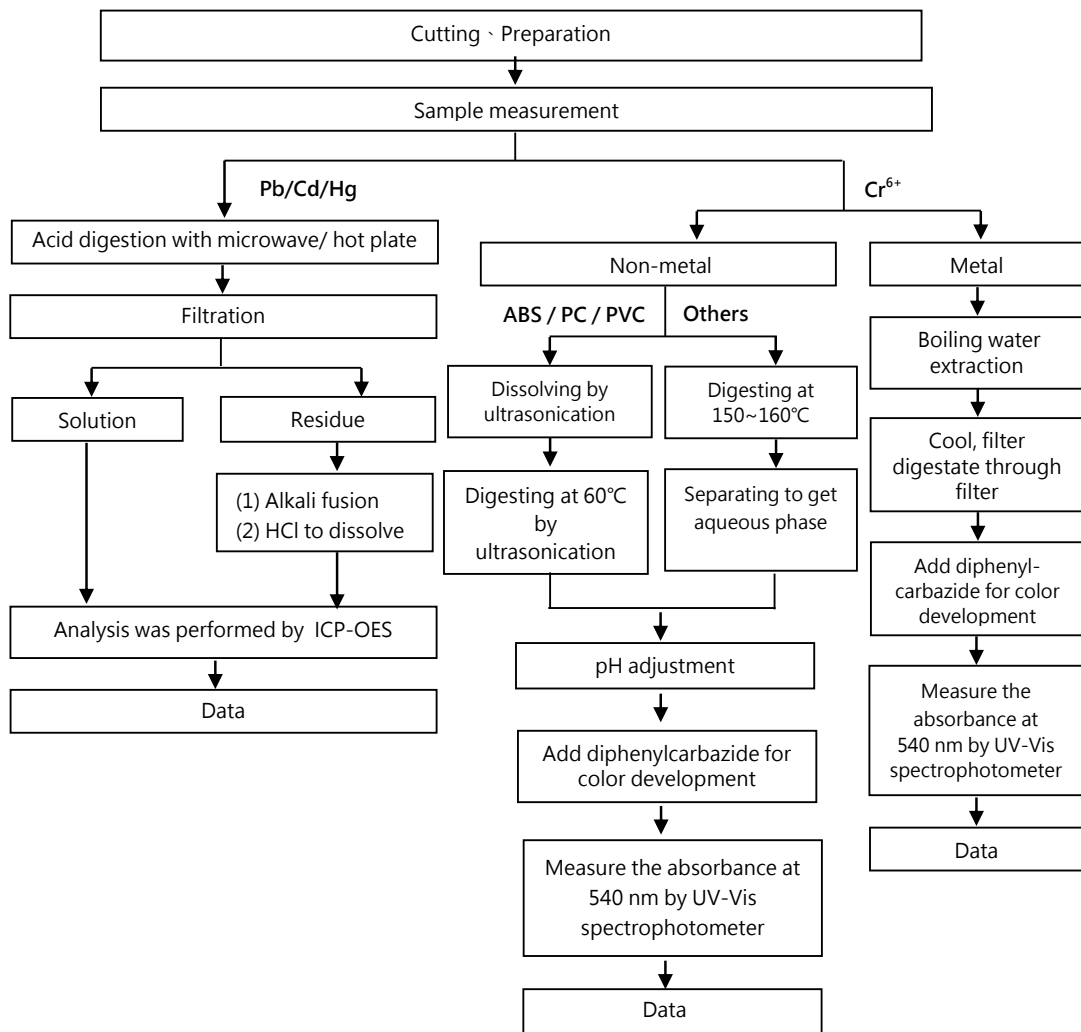 Cutting、Preparation
Sample measurement
Pb/Cd/Hg
Cr6+
Acid digestion with microwave/ hot plate
Filtration
Solution
Residue
(1) Alkali fusion
(2) HCl to dissolve
Analysis was performed by ICP-OES
Data
Non-metal
ABS / PC / PVC
Others
Dissolving by
ultrasonication
Digesting at 60℃
by
ultrasonication
Digesting at
150~160℃
Separating to get
aqueous phase
pH adjustment
Add diphenylcarbazide for
color development
Measure the absorbance at
540 nm by UV-Vis
spectrophotometer
Data
Metal
Boiling water
extraction
Cool, filter
digestate through
filter
Add diphenyl-
carbazide for color
development
Measure the
absorbance at
540 nm by UV-Vis
spectrophotometer
Data